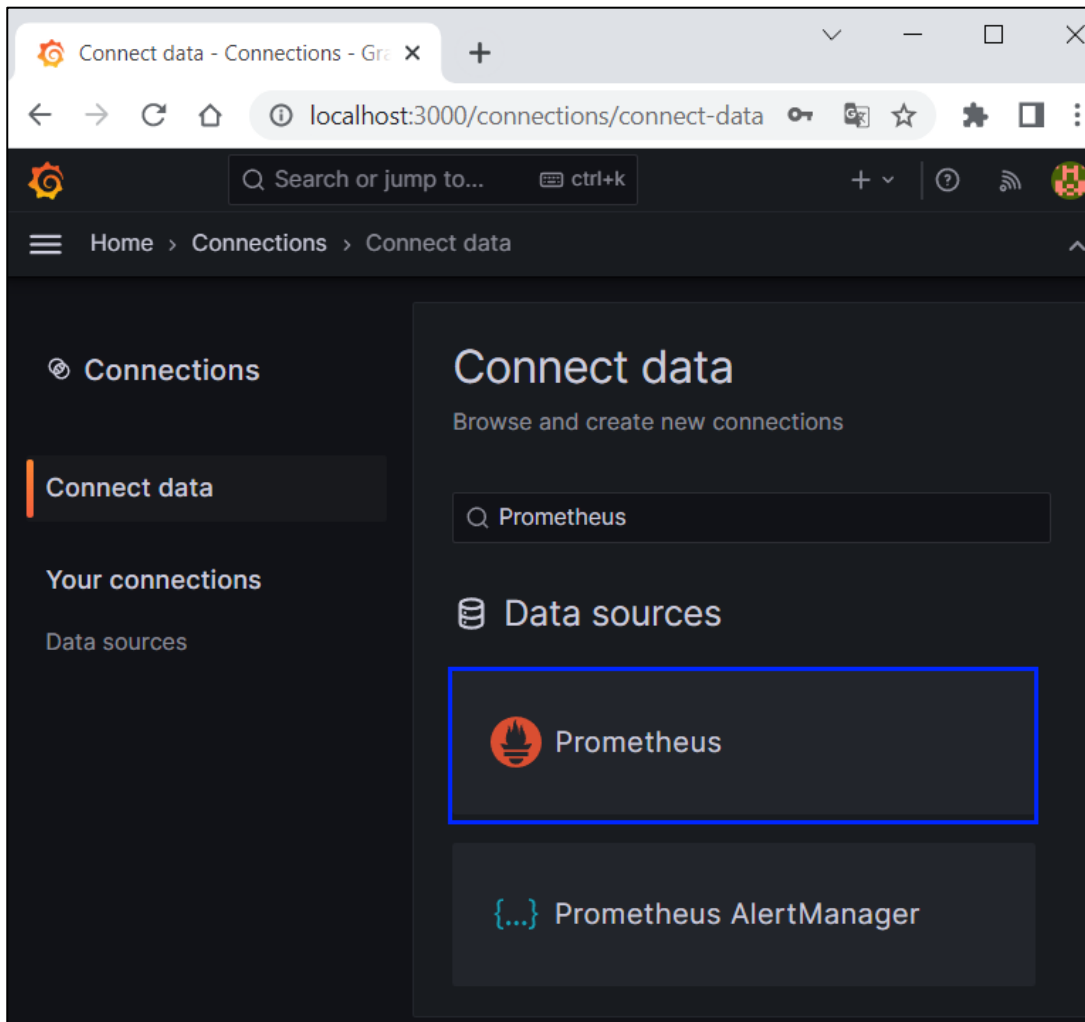 Connect data - Connections - Gra
localhost:3000/connections/connect-data
Search or jump to... ctrl+k
Home › Connections › Connect data
Connections
Connect data
Your connections
Data sources
Connect data
Browse and create new connections
Prometheus
Data sources
Prometheus
{...} Prometheus AlertManager